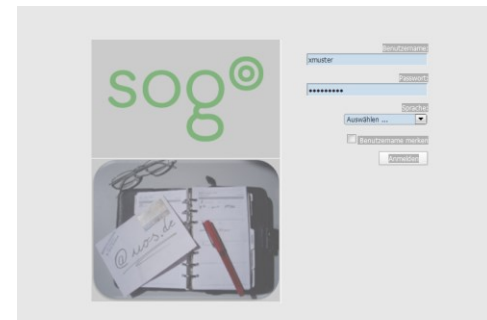 sogo
@uos.de
Benutzername:
xmuster
Passwort:
•••••••••
Sprache:
Auswählen ...
Benutzername merken
Anmelden